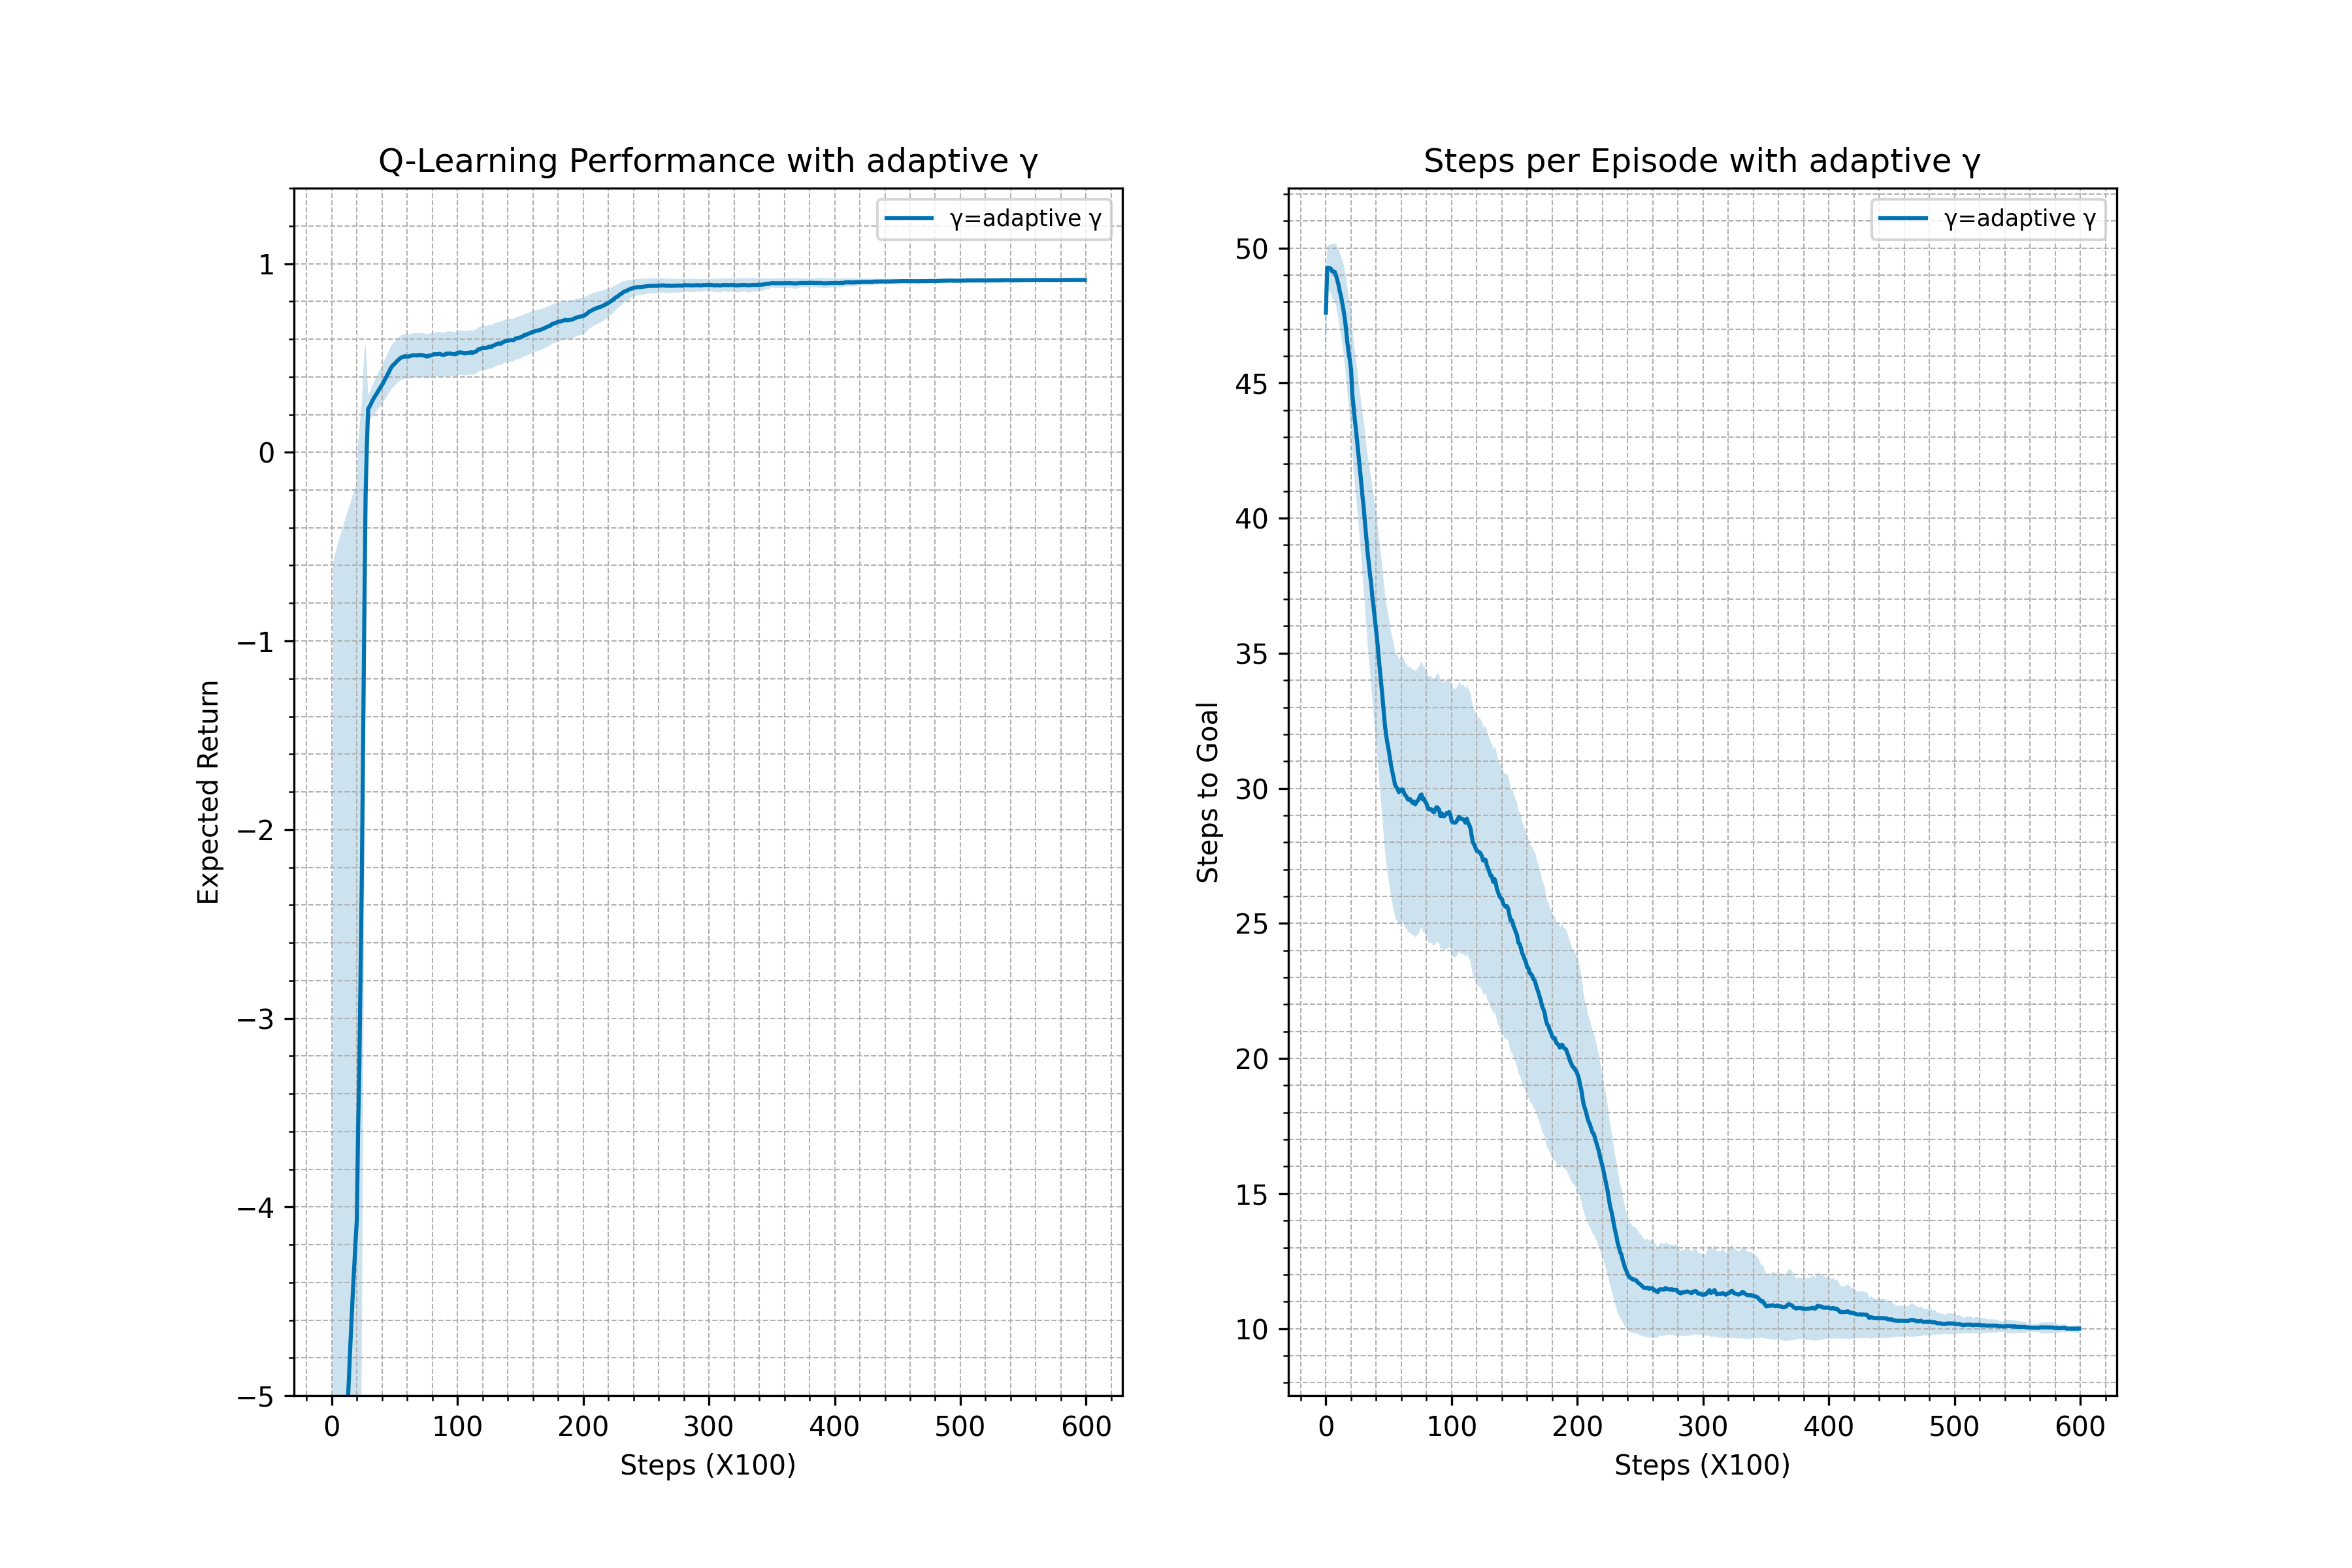 Q-Learning Performance with adaptive γ
γ=adaptive γ
1
0
−1
−2
−3
−4
−5
Expected Return
0 100 200 300 400 500 600
Steps (X100)
Steps per Episode with adaptive γ
γ=adaptive γ
50
45
40
35
30
25
20
15
10
Steps to Goal
0 100 200 300 400 500 600
Steps (X100)